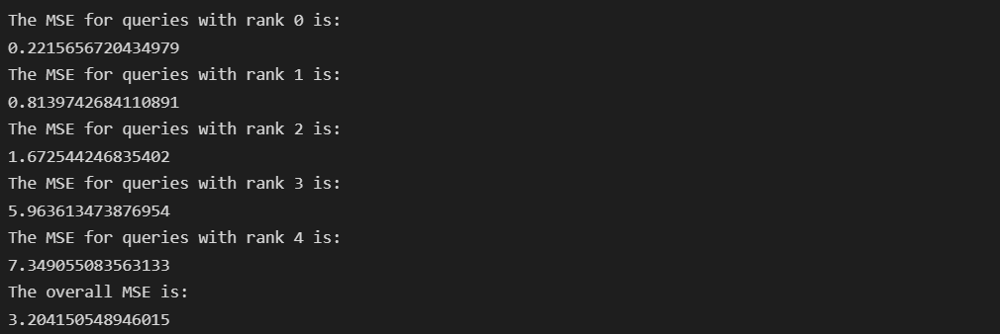 The MSE for queries with rank 0 is:
0.2215656720434979
The MSE for queries with rank 1 is:
0.8139742684110891
The MSE for queries with rank 2 is:
1.672544246835402
The MSE for queries with rank 3 is:
5.963613473876954
The MSE for queries with rank 4 is:
7.349055083563133
The overall MSE is:
3.204150548946015